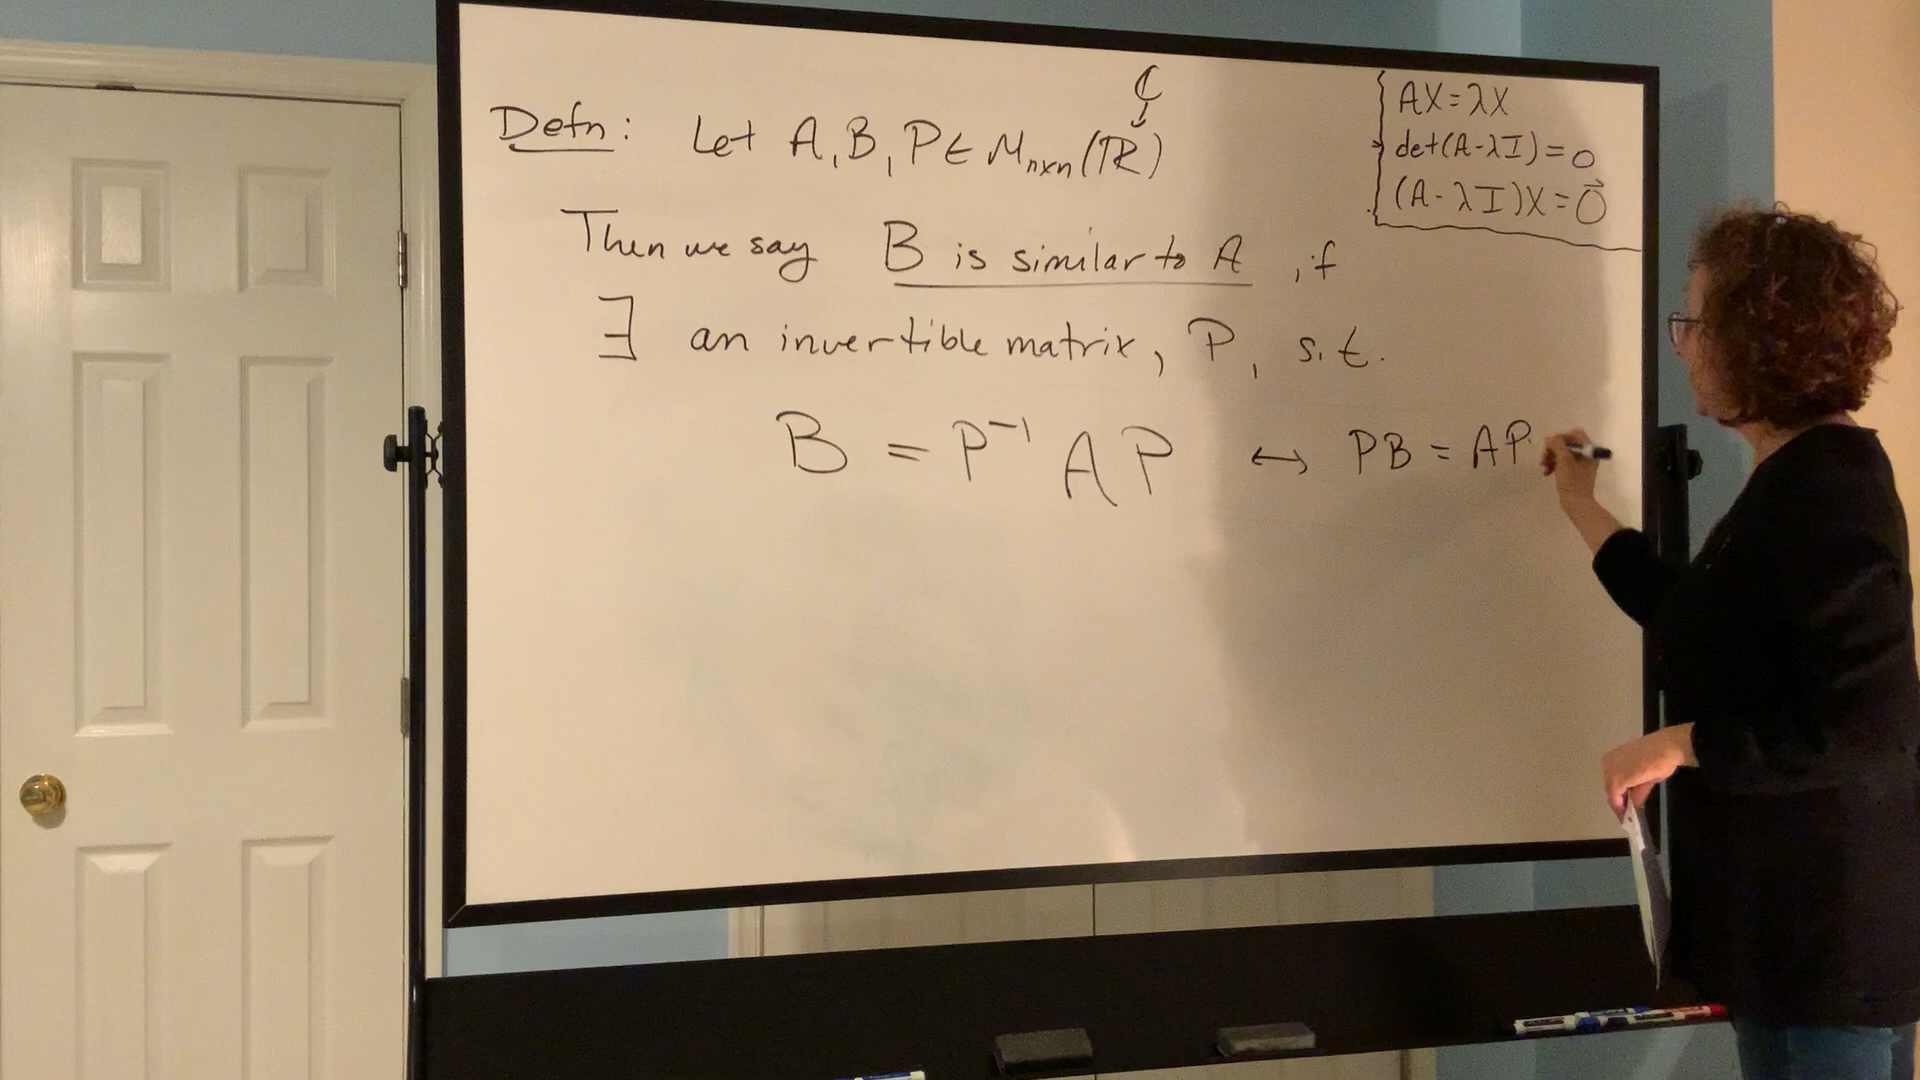 ℂ
↓
Defn: Let A, B, P ∈ M_{n×n}(ℝ)
Then we say B is similar to A, if
∃ an invertible matrix, P, s.t.
B = P⁻¹ A P ↔ PB = AP
AX = λX
det(A - λI) = 0
(A - λI)X = 0⃗